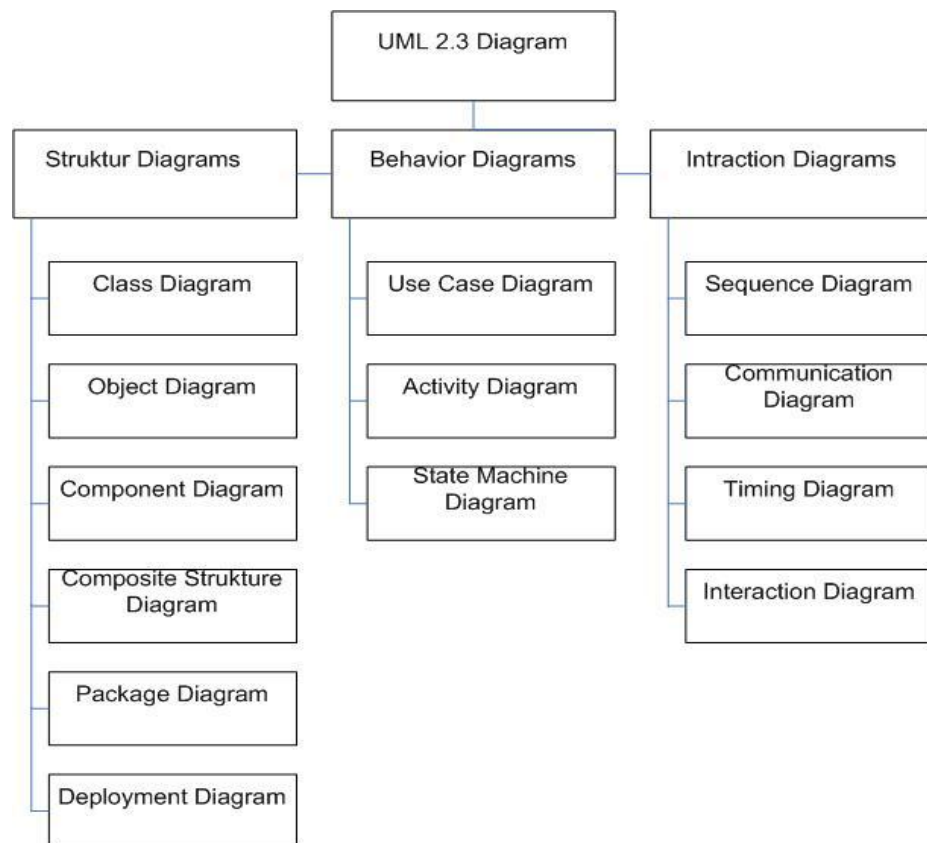 UML 2.3 Diagram
Struktur Diagrams
Behavior Diagrams
Intraction Diagrams
Class Diagram
Object Diagram
Component Diagram
Composite Strukture
Diagram
Package Diagram
Deployment Diagram
Use Case Diagram
Activity Diagram
State Machine
Diagram
Sequence Diagram
Communication
Diagram
Timing Diagram
Interaction Diagram